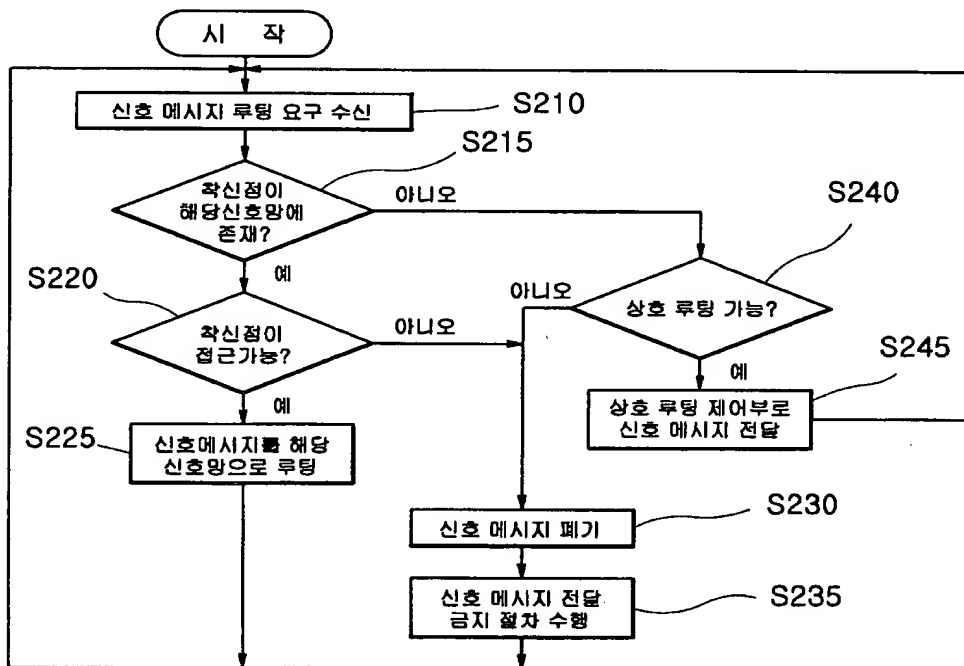 시 작
신호 메시지 루팅 요구 수신
S210
S215
착신점이
해당신호망에
존재?
아니오
예
S240
상호 루팅 가능?
아니오
예
S220
착신점이
접근가능?
아니오
예
S245
상호 루팅 제어부로
신호 메시지 전달
S225
신호메시지를 해당
신호망으로 루팅
S230
신호 메시지 폐기
S235
신호 메시지 전달
금지 절차 수행